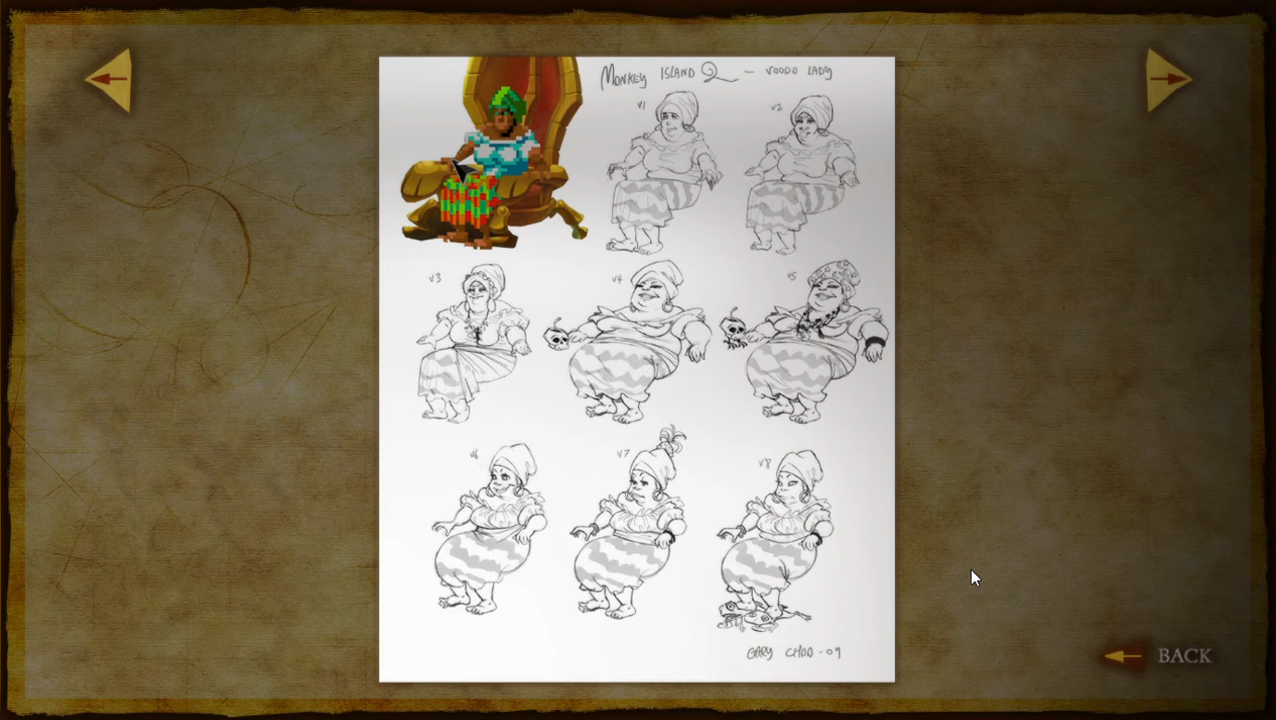 MONKEY ISLAND 2 - VOODO LADY
V1
V2
V3
V4
V5
V6
V7
V8
GARY CHOO - 09
BACK